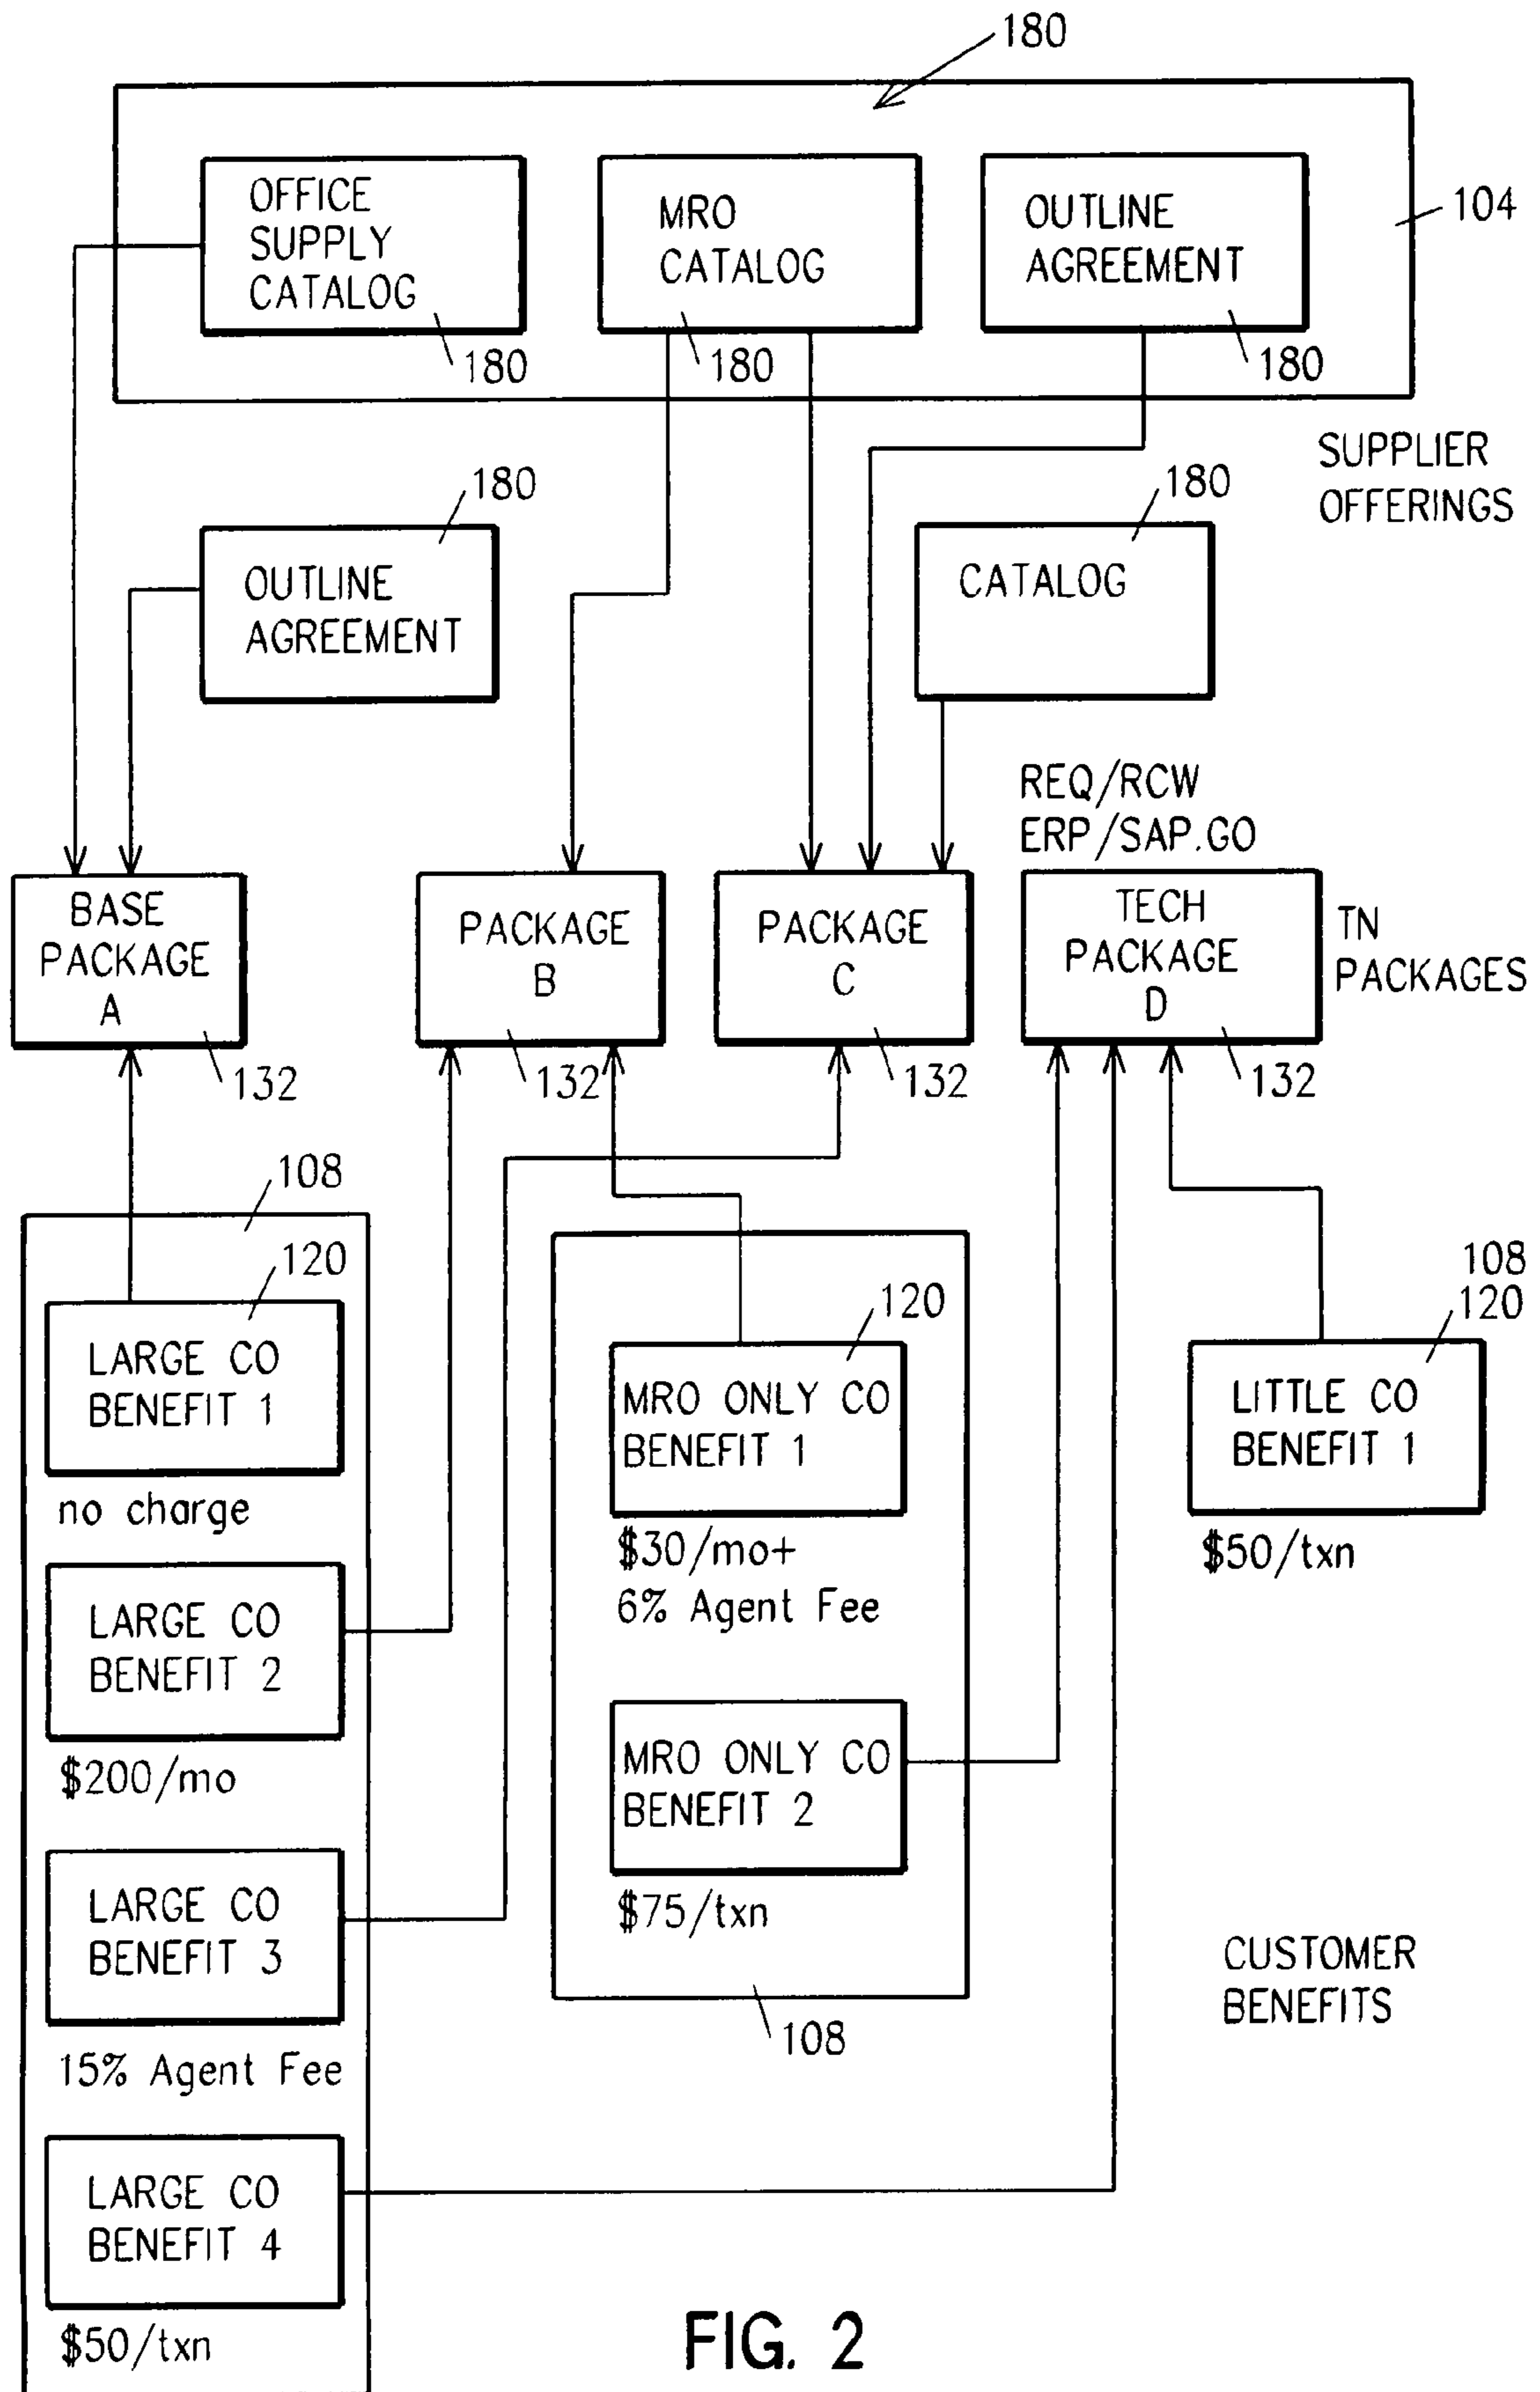 180
104
OFFICE
SUPPLY
CATALOG
180
MRO
CATALOG
180
OUTLINE
AGREEMENT
180
SUPPLIER
OFFERINGS
180
OUTLINE
AGREEMENT
180
CATALOG
REQ/RCW
ERP/SAP.GO
BASE
PACKAGE
A
132
PACKAGE
B
132
PACKAGE
C
132
TECH
PACKAGE
D
132
TN
PACKAGES
108
120
LARGE CO
BENEFIT 1
no charge
LARGE CO
BENEFIT 2
$200/mo
LARGE CO
BENEFIT 3
15% Agent Fee
LARGE CO
BENEFIT 4
$50/txn
120
MRO ONLY CO
BENEFIT 1
$30/mo+
6% Agent Fee
MRO ONLY CO
BENEFIT 2
$75/txn
108
108
120
LITTLE CO
BENEFIT 1
$50/txn
CUSTOMER
BENEFITS
FIG. 2